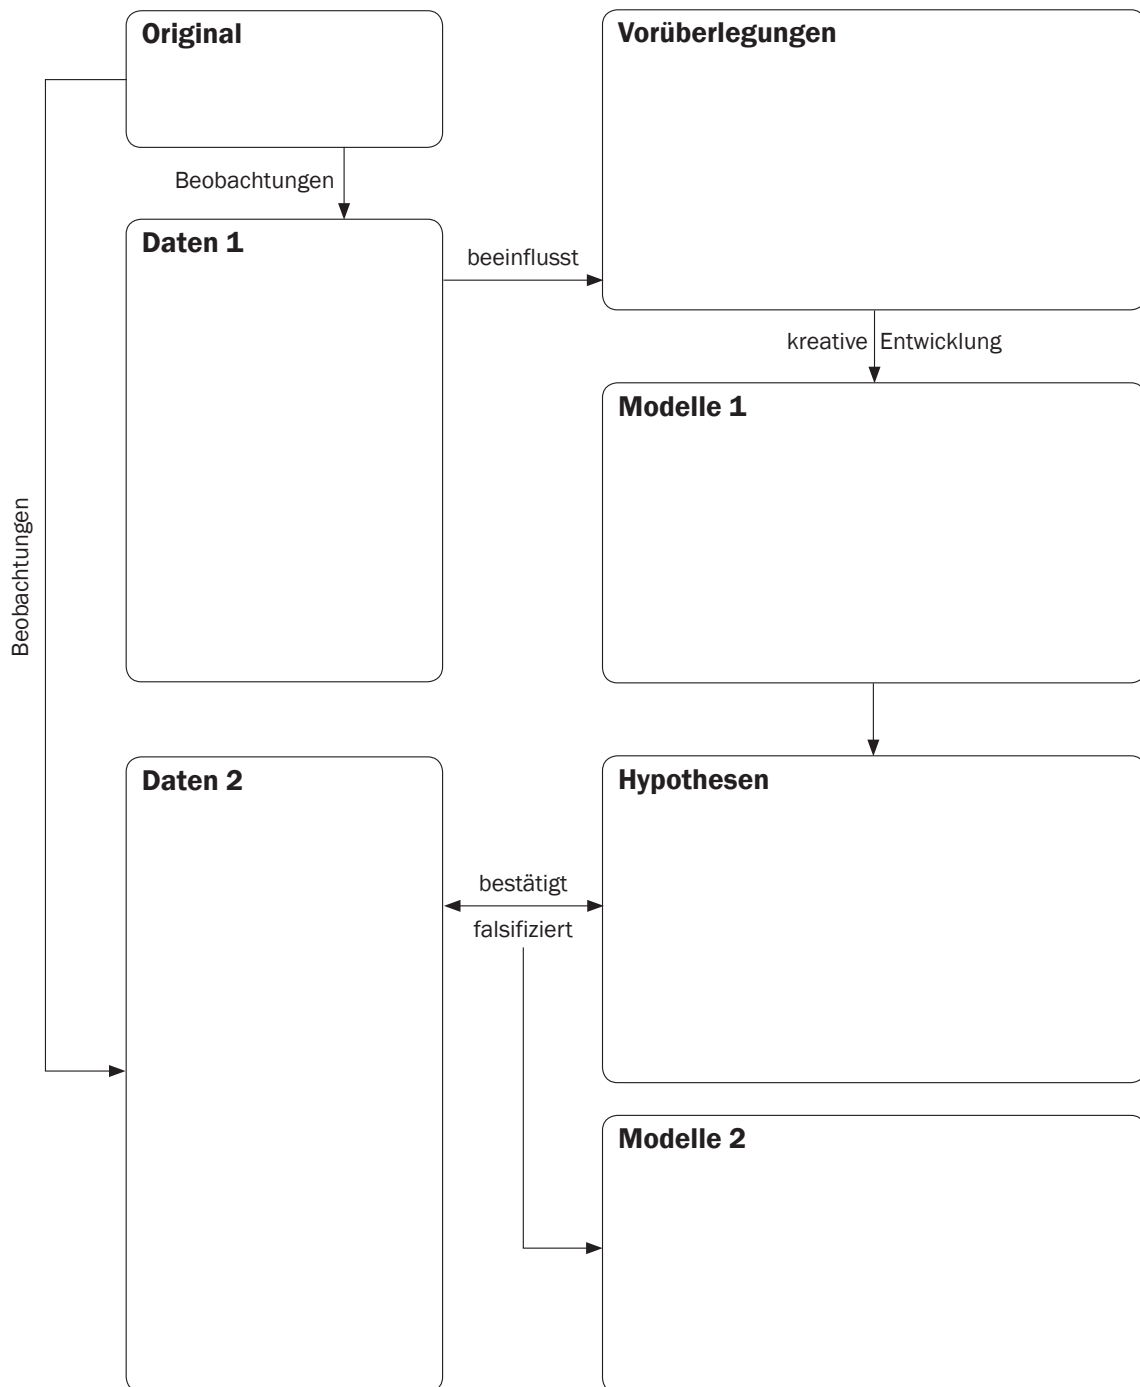 Original
Vorüberlegungen
Beobachtungen
Daten 1
beeinflusst
kreative Entwicklung
Modelle 1
Beobachtungen
Daten 2
Hypothesen
bestätigt
falsifiziert
Modelle 2